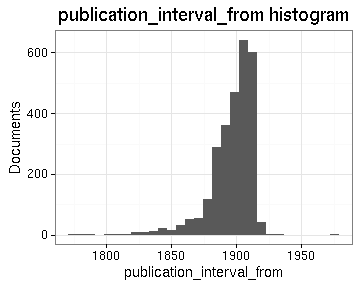 publication_interval_from histogram
600
400
200
0
Documents
1800 1850 1900 1950
publication_interval_from